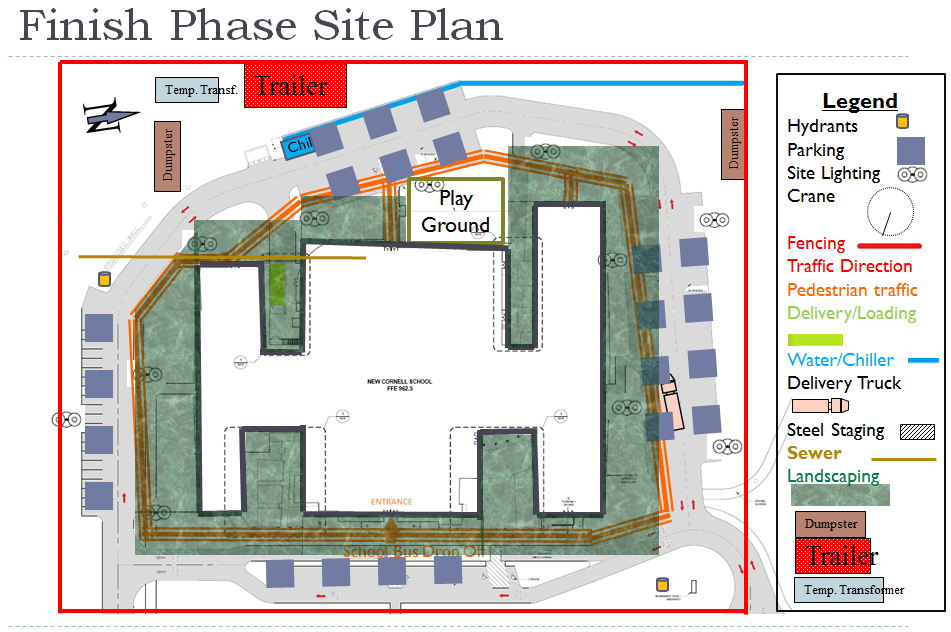 Finish Phase Site Plan
Temp. Transf.
Trailer
Dumpster
Dumpster
Chil
Play
Ground
NEW CORNELL SCHOOL
FFE 962.5
ENTRANCE
School Bus Drop Off
Legend
Hydrants
Parking
Site Lighting
Crane
Fencing
Traffic Direction
Pedestrian traffic
Delivery/Loading
Water/Chiller
Delivery Truck
Steel Staging
Sewer
Landscaping
Dumpster
Trailer
Temp. Transformer